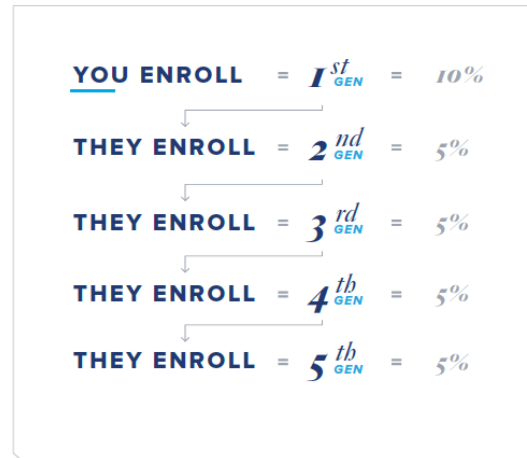 YOU ENROLL = 1st GEN = 10%
THEY ENROLL = 2nd GEN = 5%
THEY ENROLL = 3rd GEN = 5%
THEY ENROLL = 4th GEN = 5%
THEY ENROLL = 5th GEN = 5%